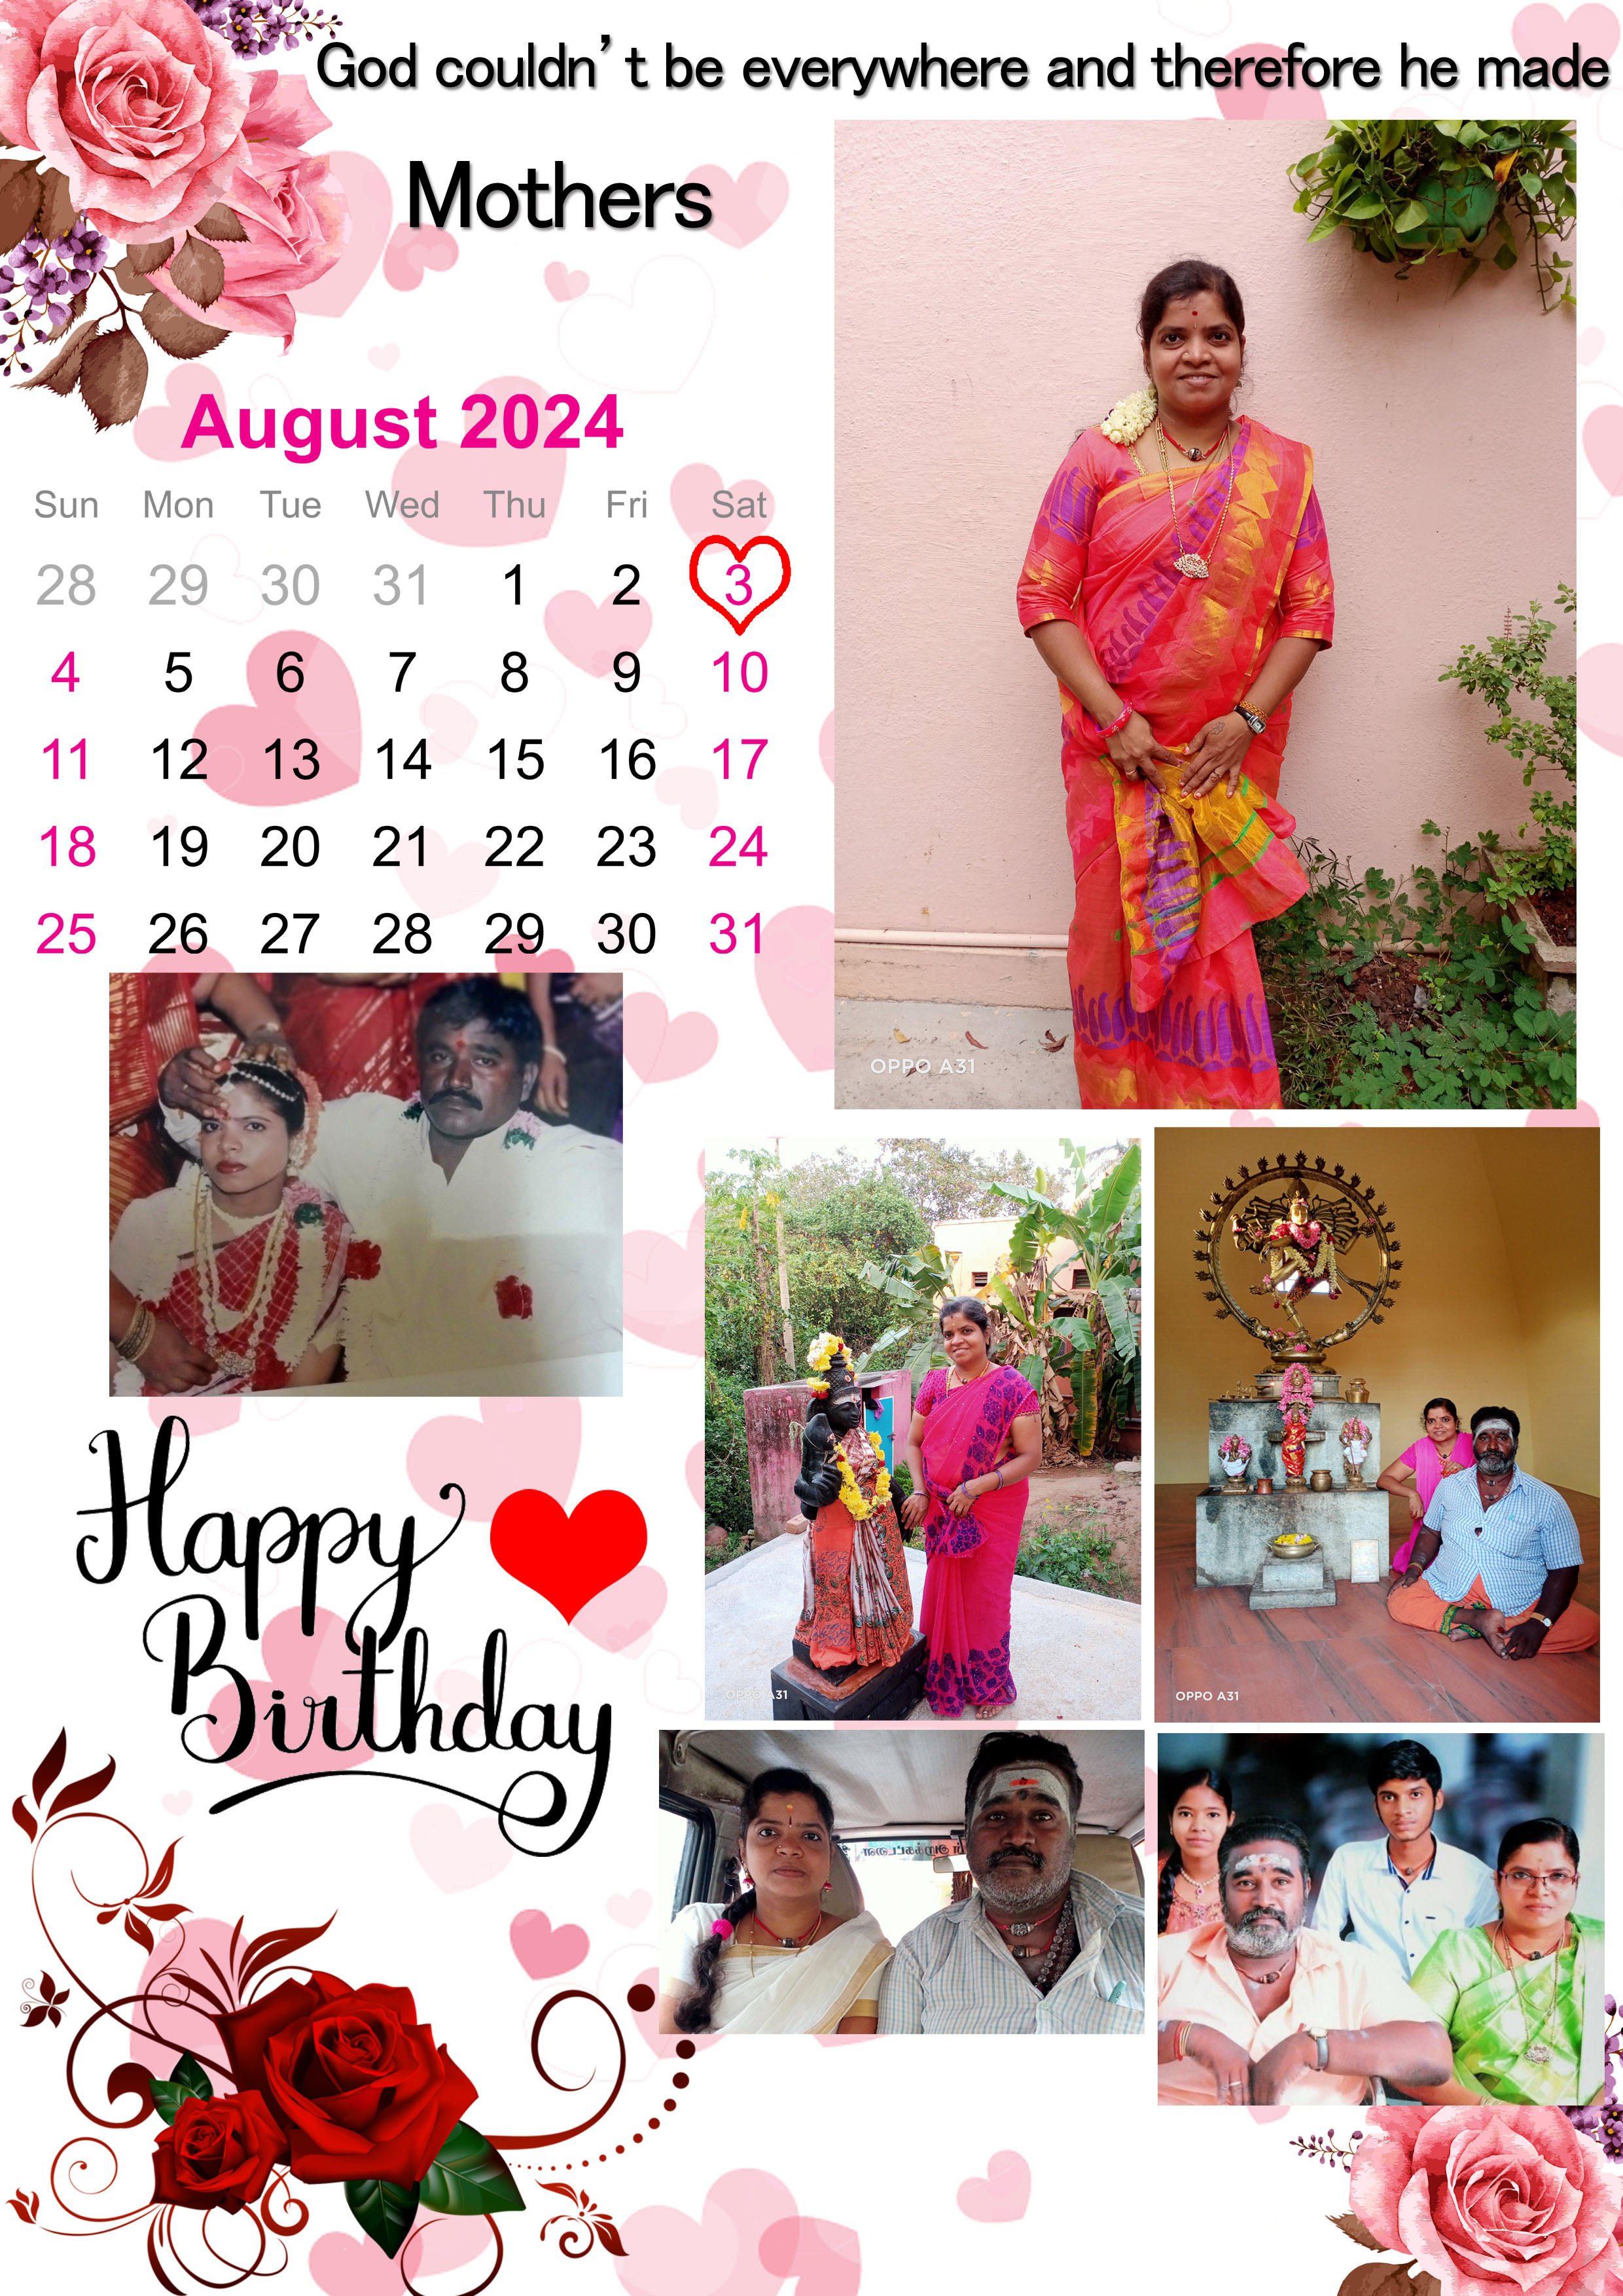 God couldn’t be everywhere and therefore he made
Mothers
August 2024
Sun Mon Tue Wed Thu Fri Sat
28 29 30 31 1 2 3
4 5 6 7 8 9 10
11 12 13 14 15 16 17
18 19 20 21 22 23 24
25 26 27 28 29 30 31
OPPO A31
Happy
Birthday
OPPO A31
OPPO A31